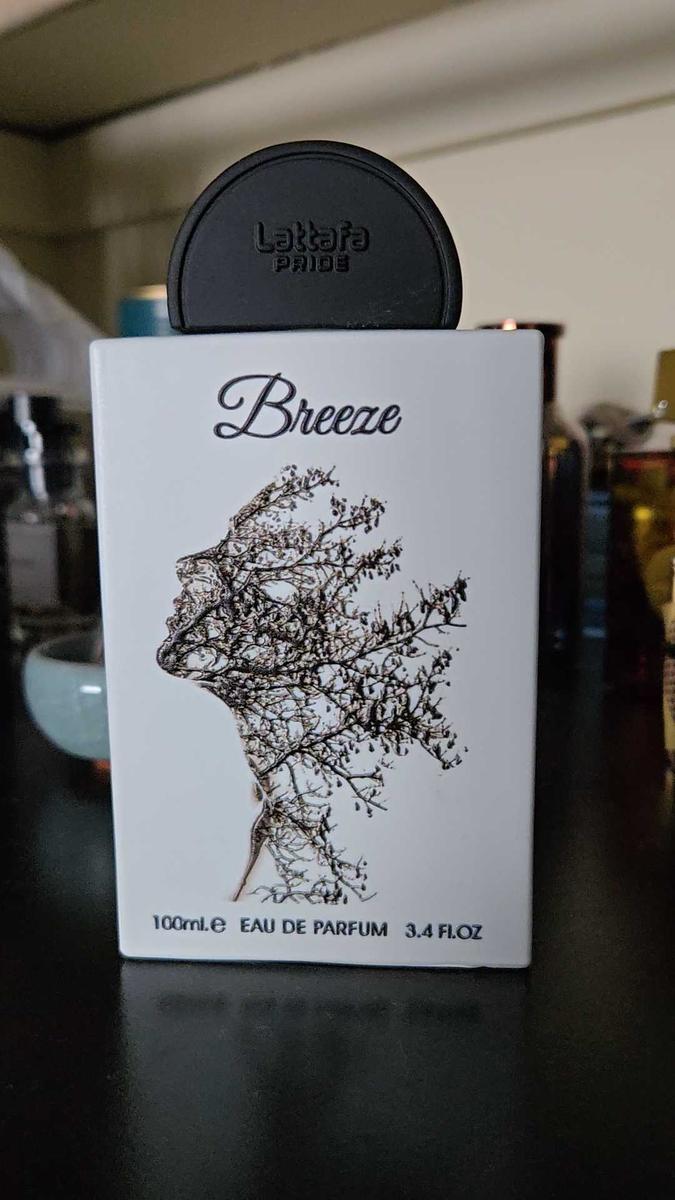 Lattafa
PRIDE
Breeze
100ml.e EAU DE PARFUM 3.4 Fl.OZ